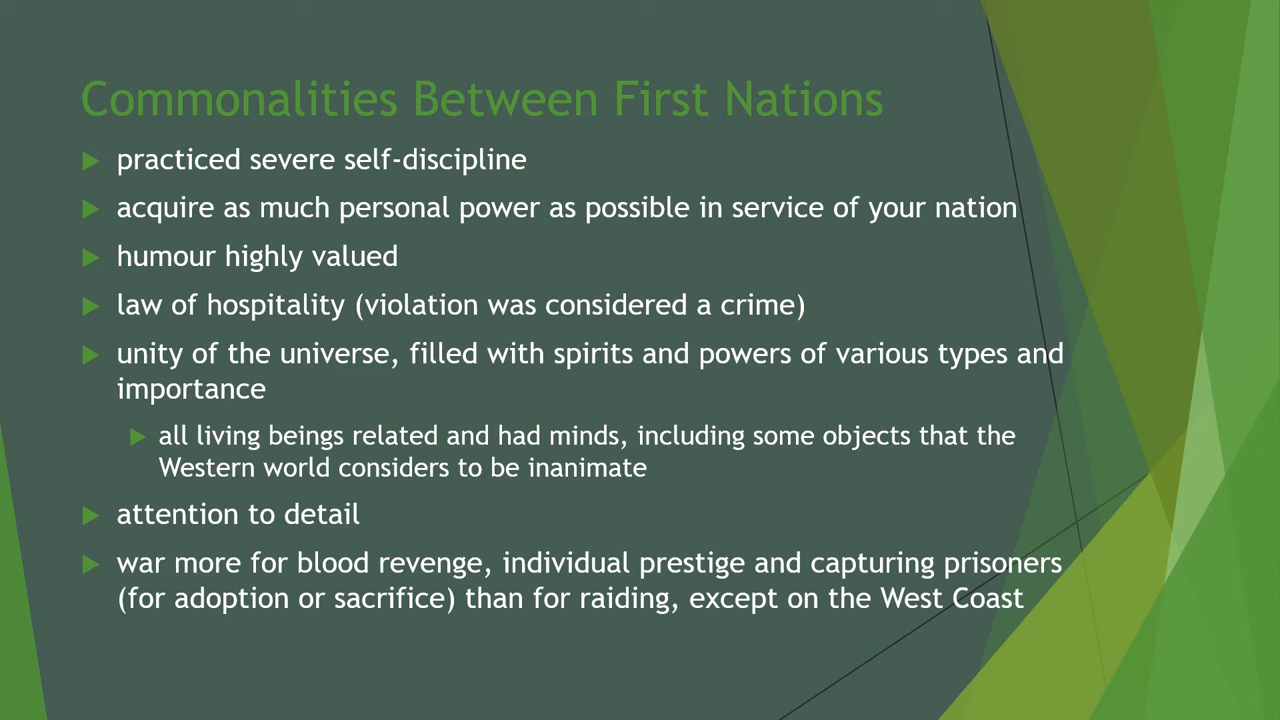 Commonalities Between First Nations
practiced severe self-discipline
acquire as much personal power as possible in service of your nation
humour highly valued
law of hospitality (violation was considered a crime)
unity of the universe, filled with spirits and powers of various types and
importance
all living beings related and had minds, including some objects that the
Western world considers to be inanimate
attention to detail
war more for blood revenge, individual prestige and capturing prisoners
(for adoption or sacrifice) than for raiding, except on the West Coast